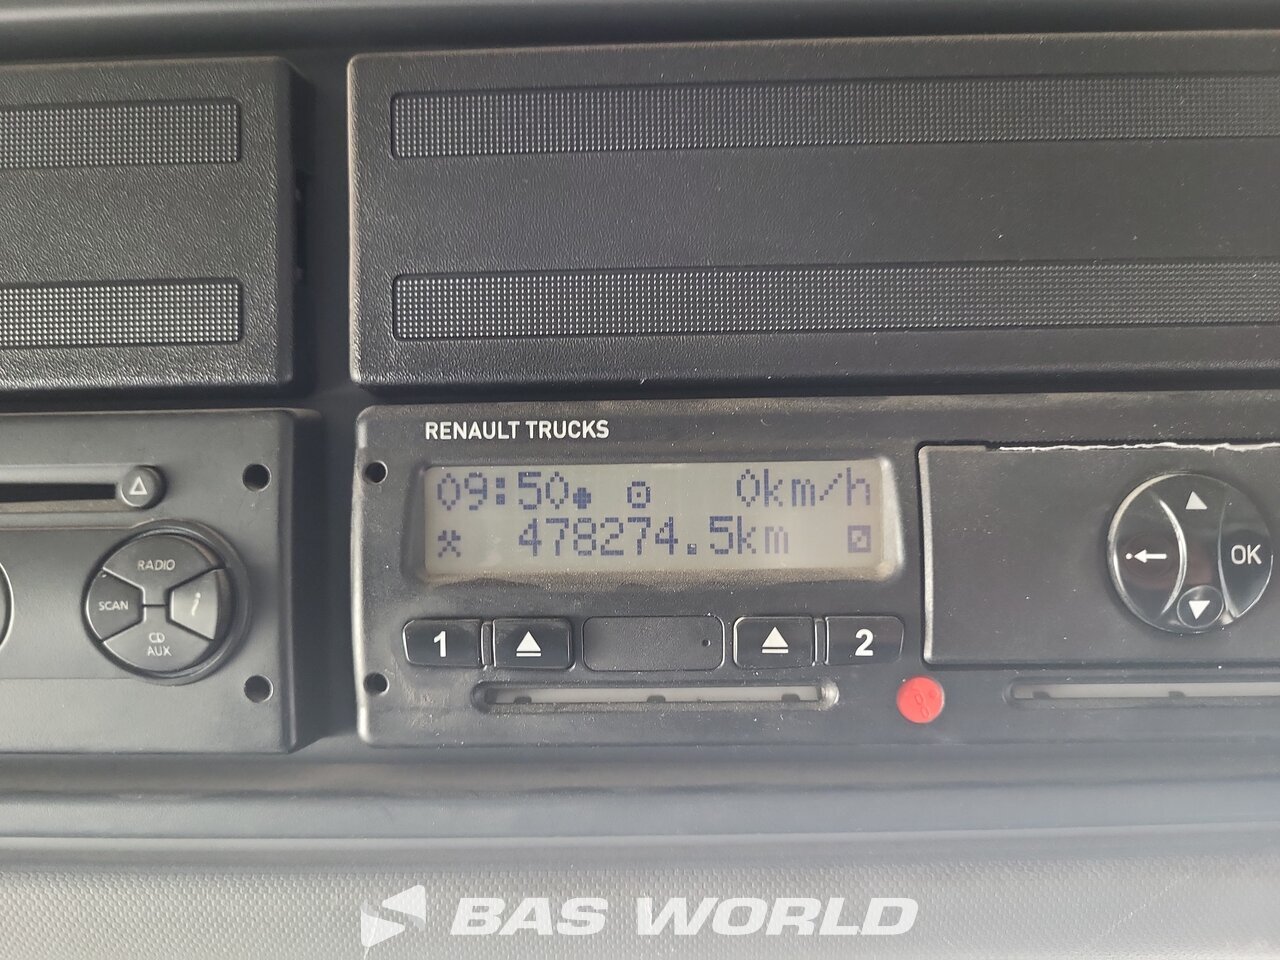 RENAULT TRUCKS
09:50 0km/h
478274.5km
1 2
OK
RADIO
SCAN i
CD
AUX
BAS WORLD